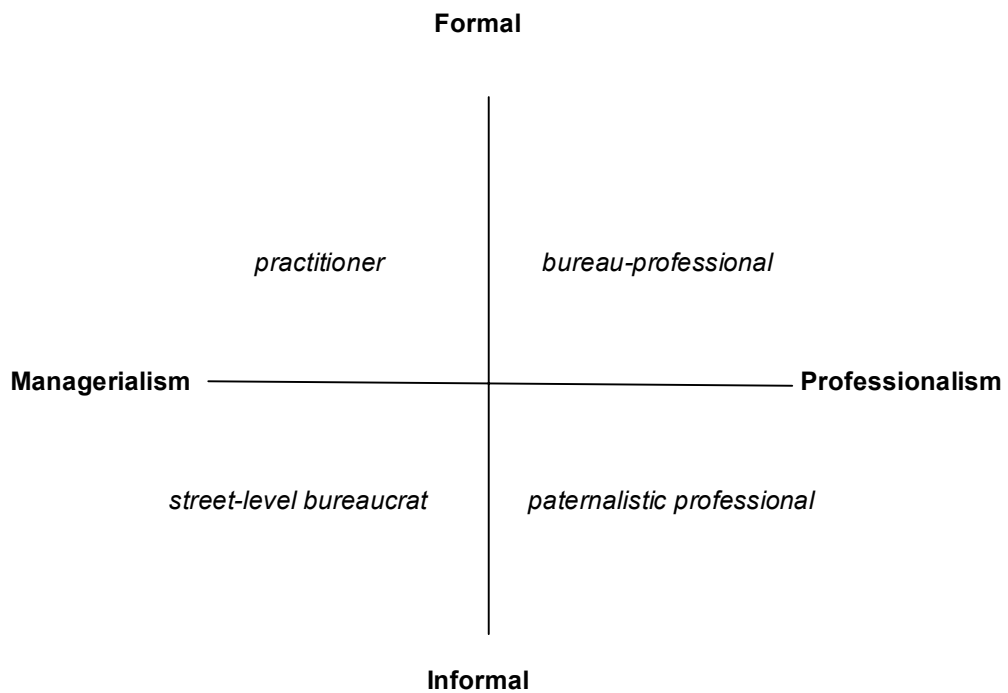 Formal
practitioner
bureau-professional
Managerialism
Professionalism
street-level bureaucrat
paternalistic professional
Informal